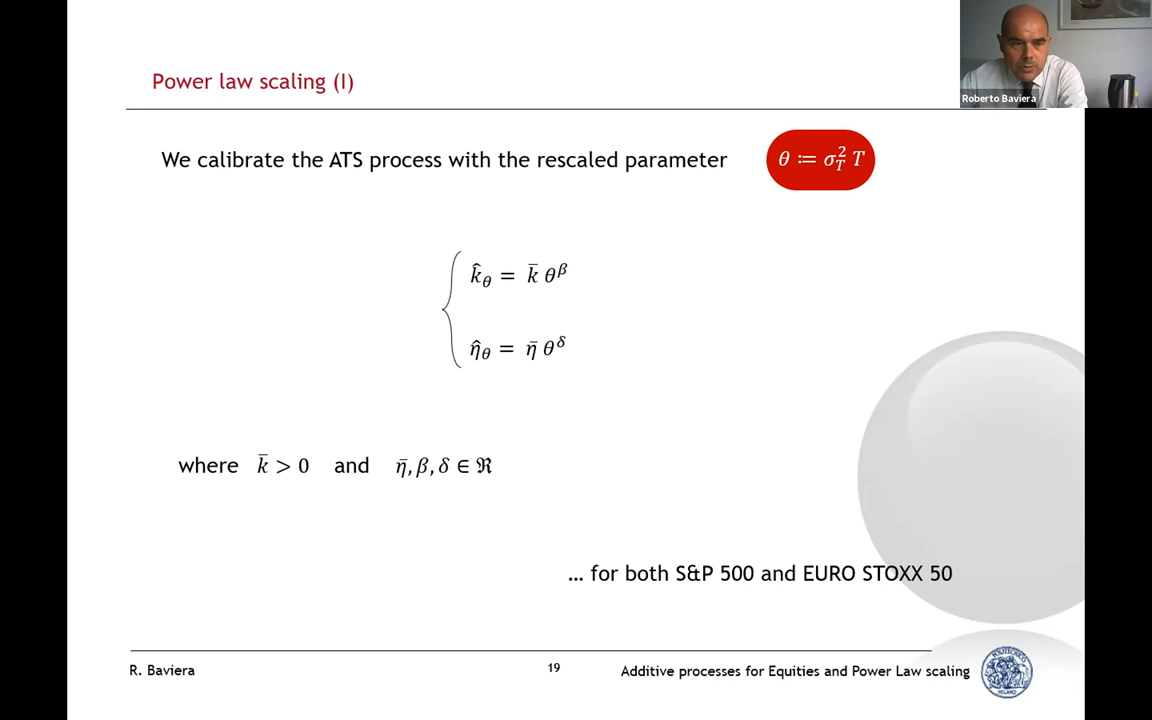 Power law scaling (I)
Roberto Baviera
We calibrate the ATS process with the rescaled parameter θ ≔ σ_T^2 T
k̂_θ = k̄ θ^β
η̂_θ = η̄ θ^δ
where k̄ > 0 and η̄, β, δ ∈ ℜ
... for both S&P 500 and EURO STOXX 50
R. Baviera 19 Additive processes for Equities and Power Law scaling
POLITECNICO
MILANO